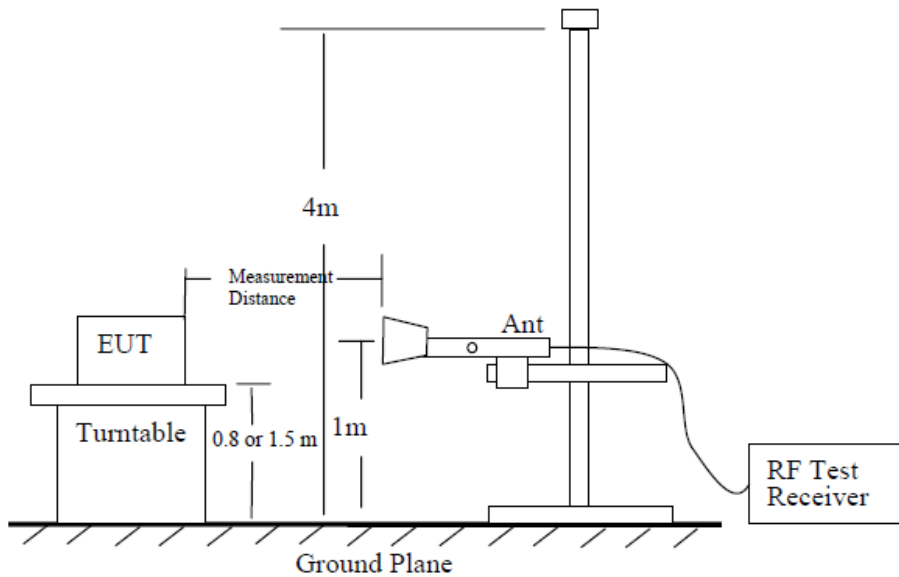 4m
Measurement
Distance
EUT
Ant
Turntable
0.8 or 1.5 m
1m
RF Test
Receiver
Ground Plane